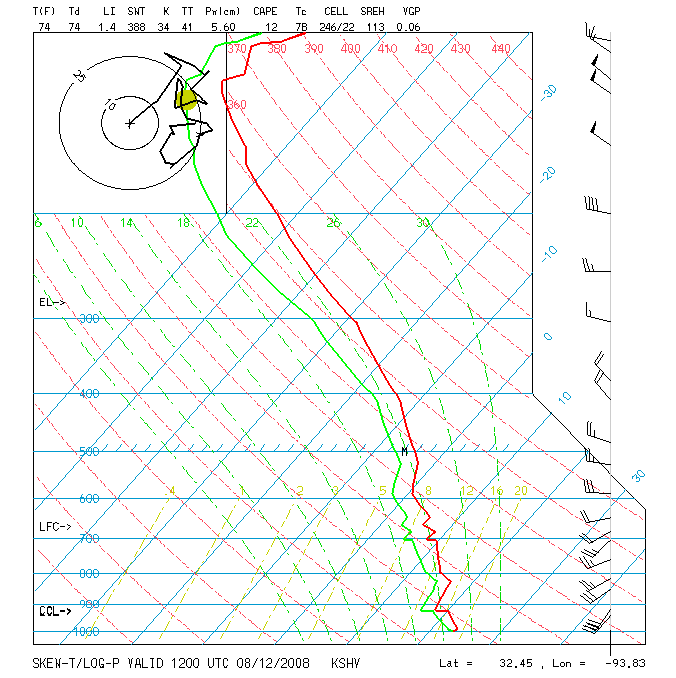 T(F) Td LI SWT K TT Pw(cm) CAPE Tc CELL SREH VGP
74 74 1.4 388 34 41 5.60 12 78 246/22 113 0.06
370 380 390 400 410 420 430 440
25
10
360
-30
-20
-10
0
10
30
6 10 14 18 22 26 30
EL->
300
400
500 M
.4 1 2 3 5 8 12 16 20
600
LFC->
700
800
900
CCL->
1000
SKEW-T/LOG-P VALID 1200 UTC 08/12/2008 KSHV Lat = 32.45 , Lon = -93.83